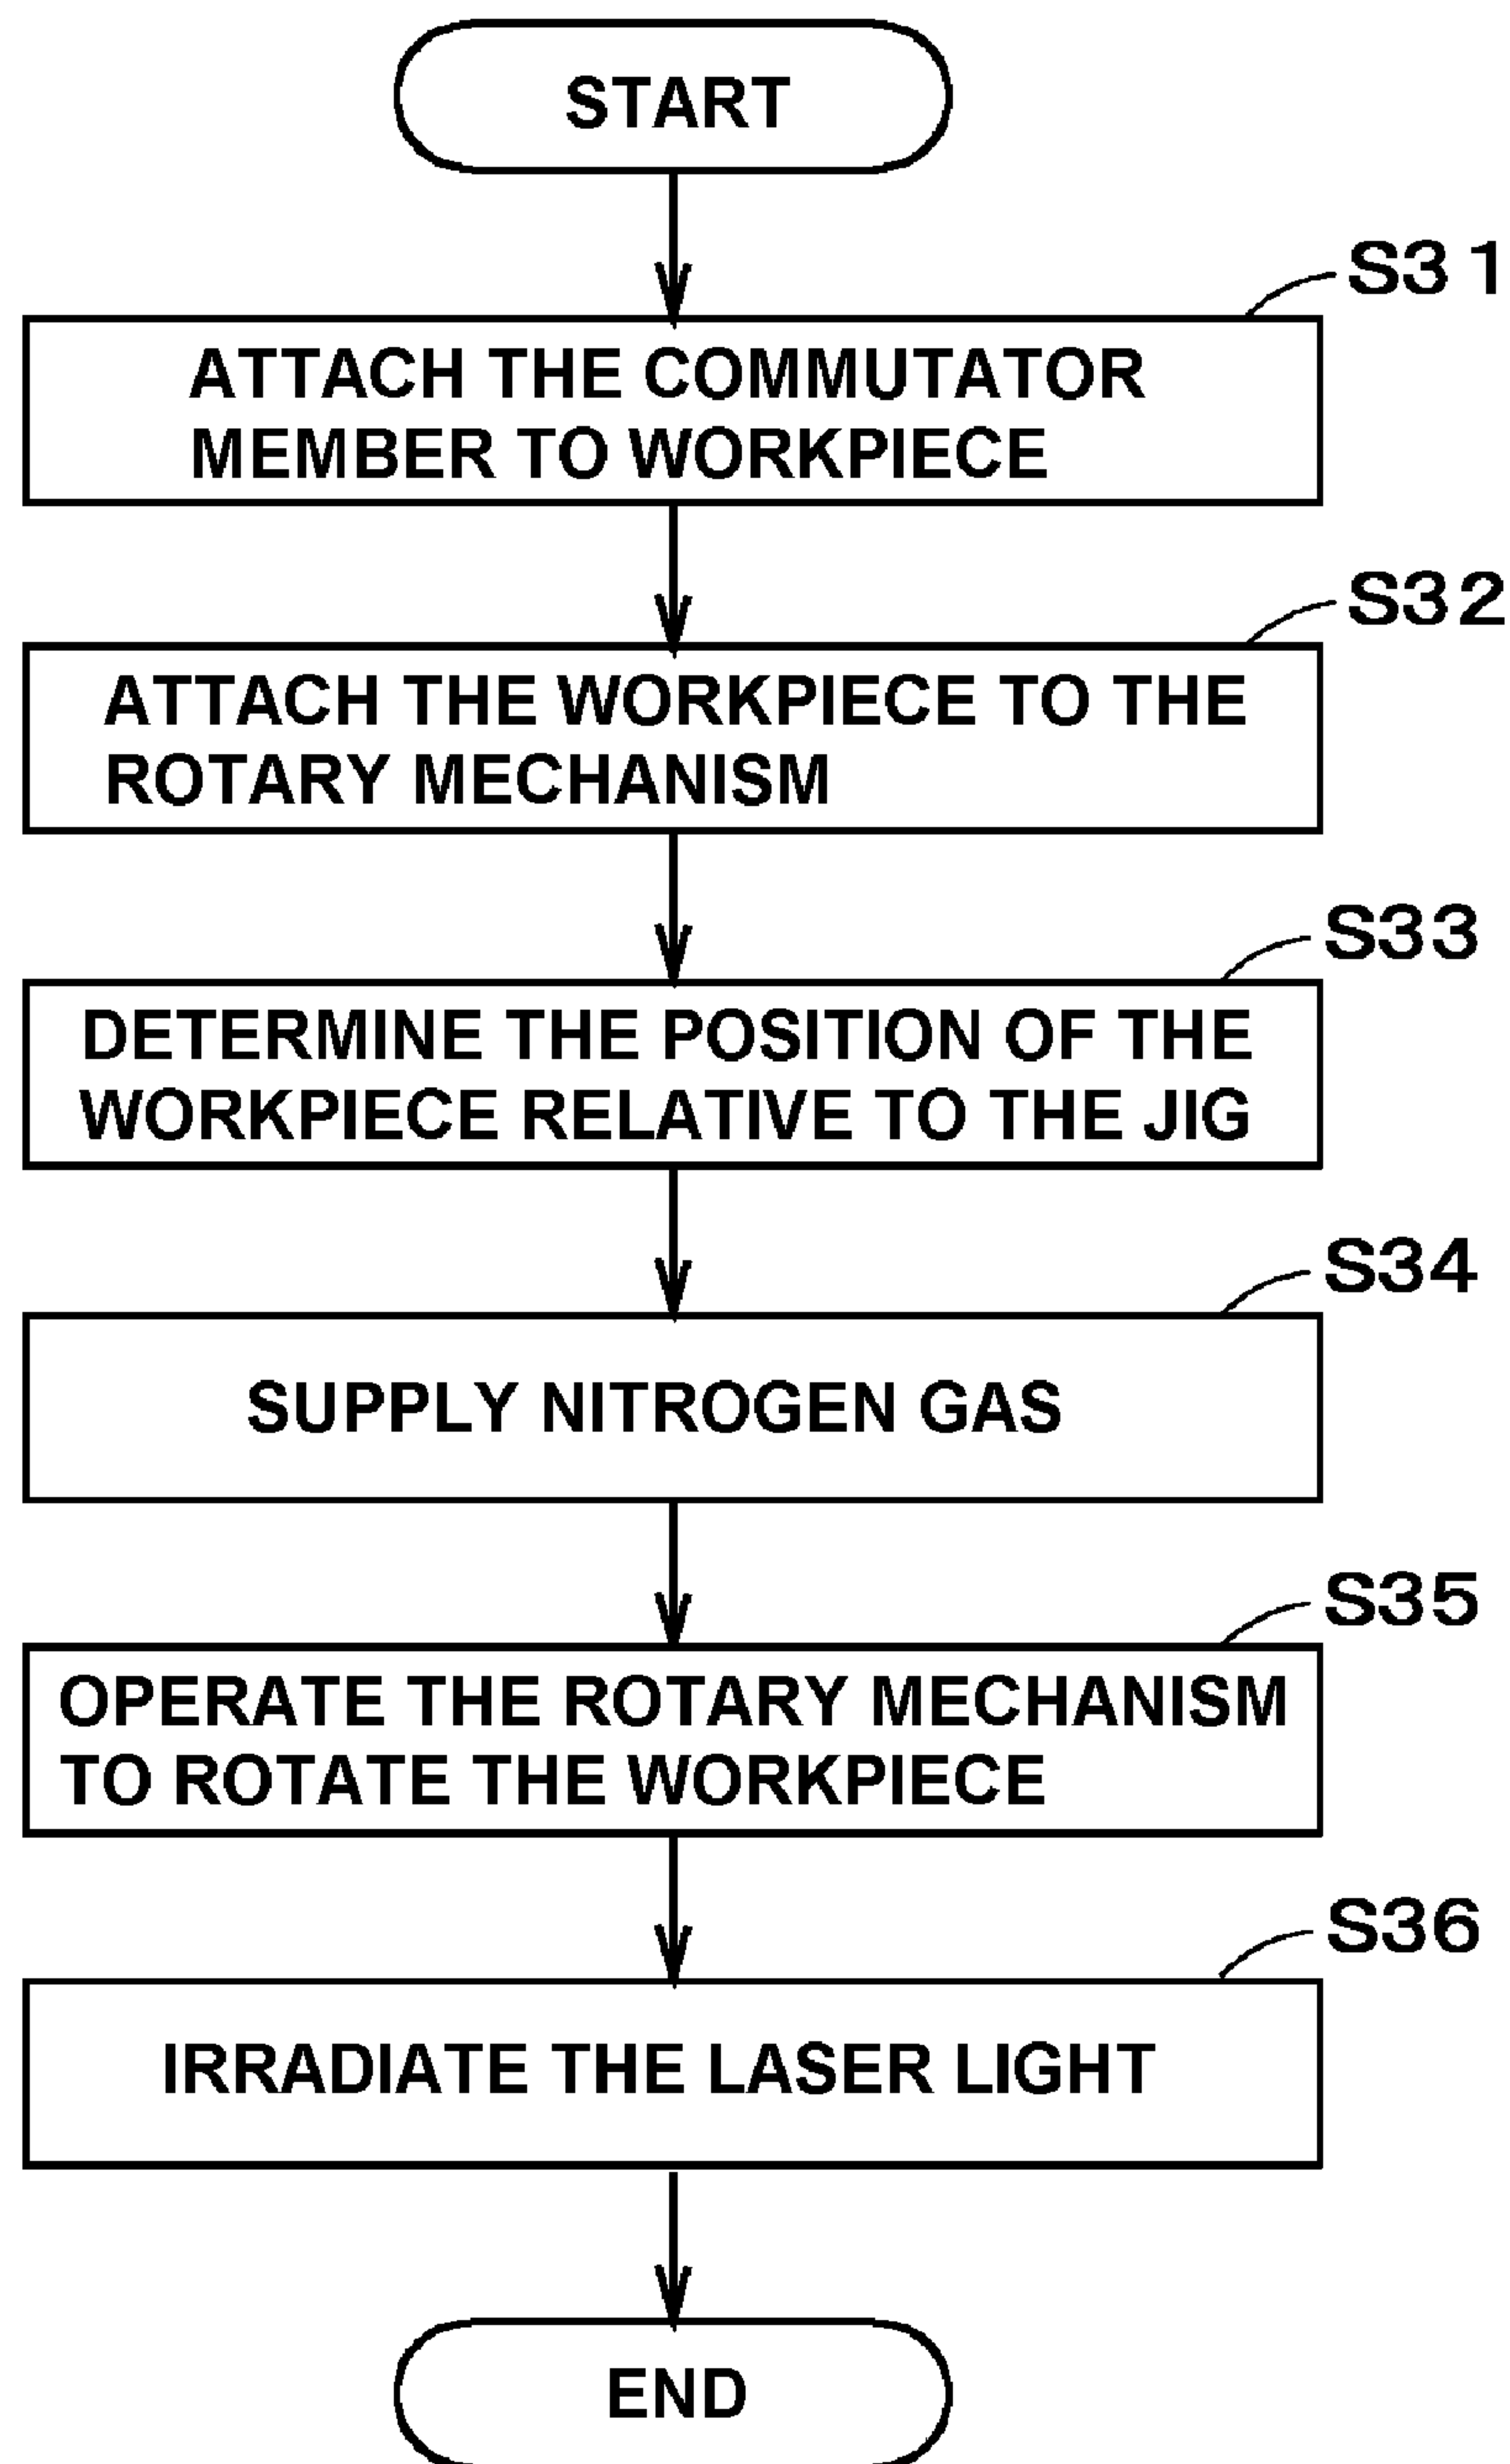 START
S31
ATTACH THE COMMUTATOR
MEMBER TO WORKPIECE
S32
ATTACH THE WORKPIECE TO THE
ROTARY MECHANISM
S33
DETERMINE THE POSITION OF THE
WORKPIECE RELATIVE TO THE JIG
S34
SUPPLY NITROGEN GAS
S35
OPERATE THE ROTARY MECHANISM
TO ROTATE THE WORKPIECE
S36
IRRADIATE THE LASER LIGHT
END